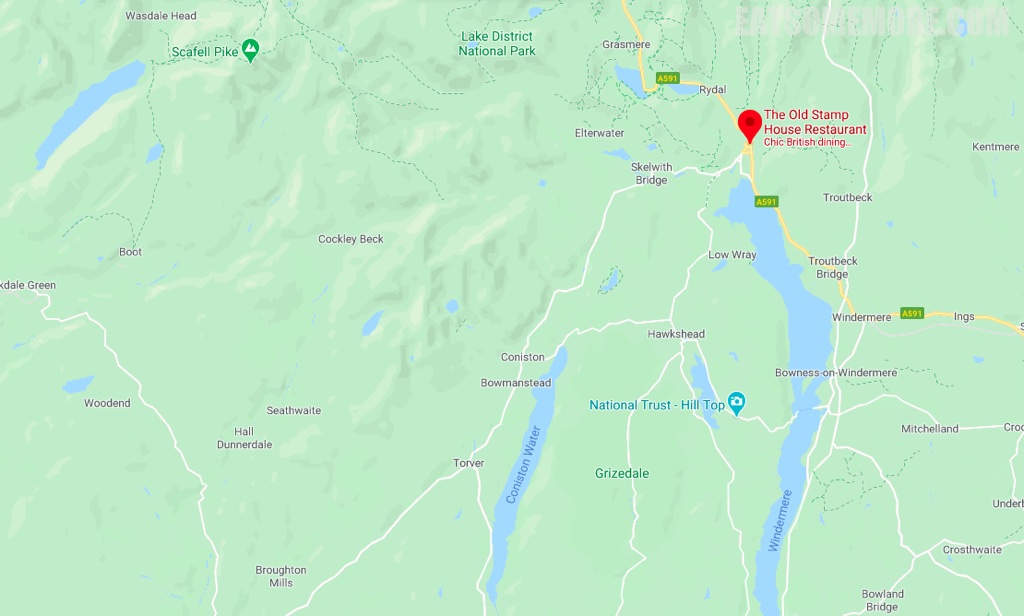 Wasdale Head
Scafell Pike
Lake District
National Park
Grasmere
A591
Rydal
The Old Stamp
House Restaurant
Chic British dining...
Elterwater
Kentmere
Skelwith
Bridge
Troutbeck
A591
Boot
Cockley Beck
Low Wray
Troutbeck
Bridge
kdale Green
Windermere
A591
Ings
Hawkshead
Coniston
Bowmanstead
Bowness-on-Windermere
Woodend
Seathwaite
National Trust - Hill Top
Hall
Dunnerdale
Mitchelland
Croo
Torver
Coniston Water
Grizedale
Windermere
Underb
Crosthwaite
Broughton
Mills
Bowland
Bridge